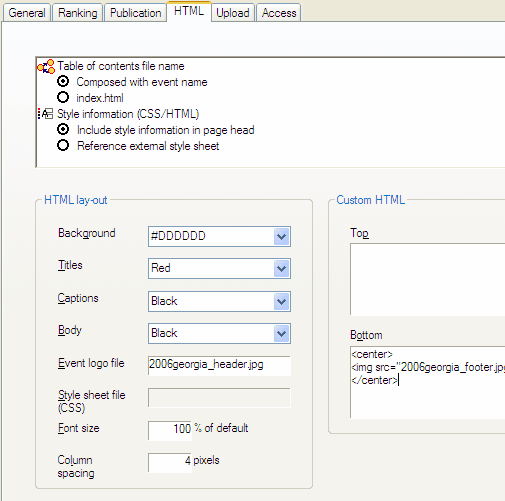 General Ranking Publication HTML Upload Access
Table of contents file name
Composed with event name
index.html
Style information (CSS/HTML)
Include style information in page head
Reference external style sheet
HTML lay-out
Background #DDDDDD
Titles Red
Captions Black
Body Black
Event logo file 2006georgia_header.jpg
Style sheet file
(CSS)
Font size 100 % of default
Column
spacing 4 pixels
Custom HTML
Top
Bottom
<center>
<img src="2006georgia_footer.jp
</center>